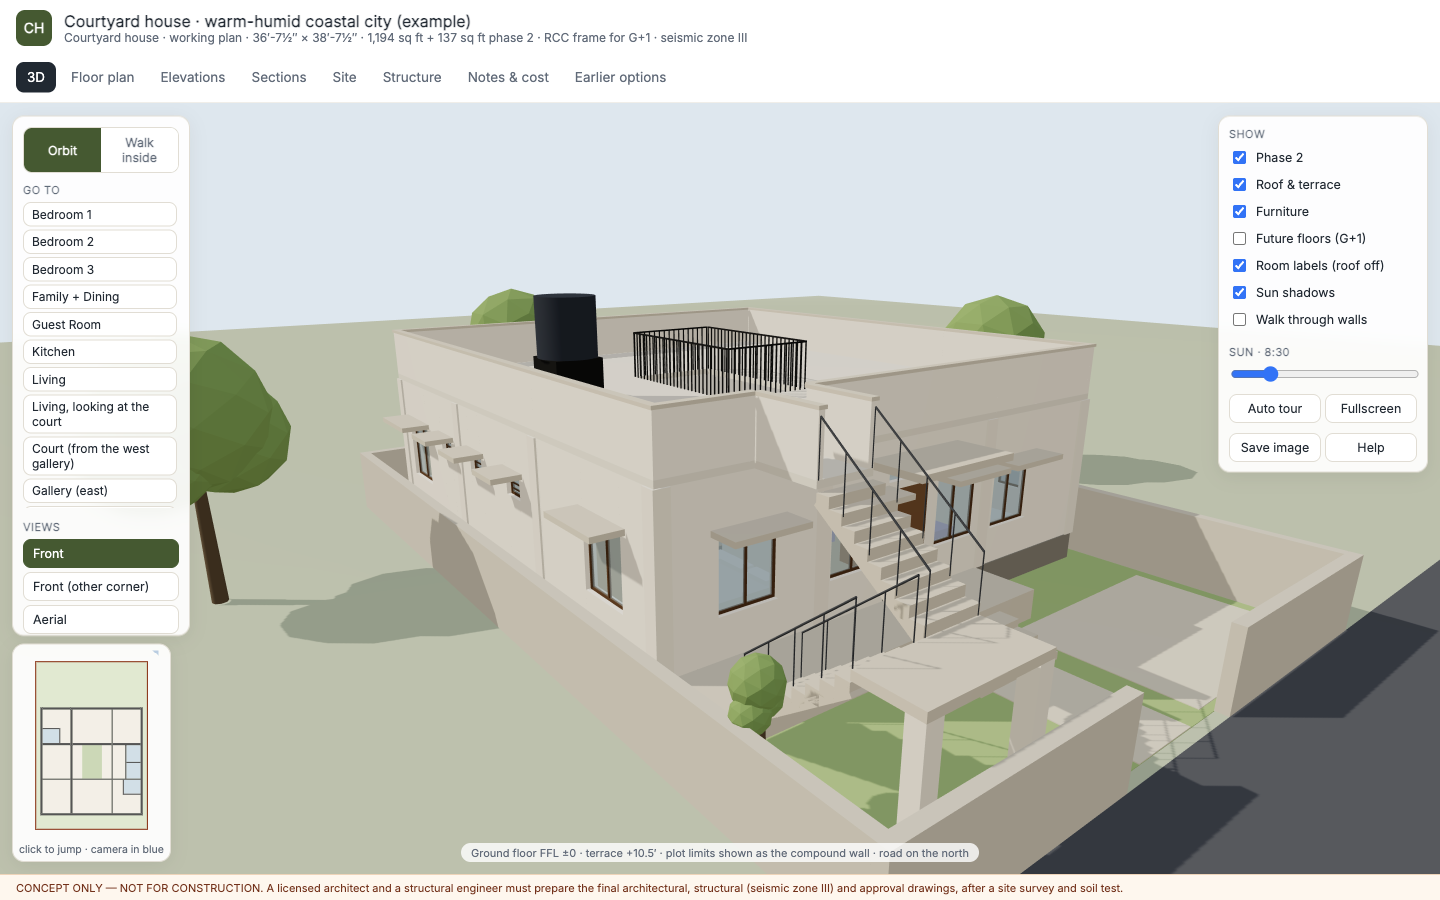 CH
Courtyard house · warm-humid coastal city (example)
Courtyard house · working plan · 36′-7½″ × 38′-7½″ · 1,194 sq ft + 137 sq ft phase 2 · RCC frame for G+1 · seismic zone III
3D
Floor plan
Elevations
Sections
Site
Structure
Notes & cost
Earlier options
Orbit
Walk
inside
GO TO
Bedroom 1
Bedroom 2
Bedroom 3
Family + Dining
Guest Room
Kitchen
Living
Living, looking at the
court
Court (from the west
gallery)
Gallery (east)
VIEWS
Front
Front (other corner)
Aerial
click to jump · camera in blue
SHOW
Phase 2
Roof & terrace
Furniture
Future floors (G+1)
Room labels (roof off)
Sun shadows
Walk through walls
SUN · 8:30
Auto tour
Fullscreen
Save image
Help
Ground floor FFL ±0 · terrace +10.5′ · plot limits shown as the compound wall · road on the north
CONCEPT ONLY — NOT FOR CONSTRUCTION. A licensed architect and a structural engineer must prepare the final architectural, structural (seismic zone III) and approval drawings, after a site survey and soil test.